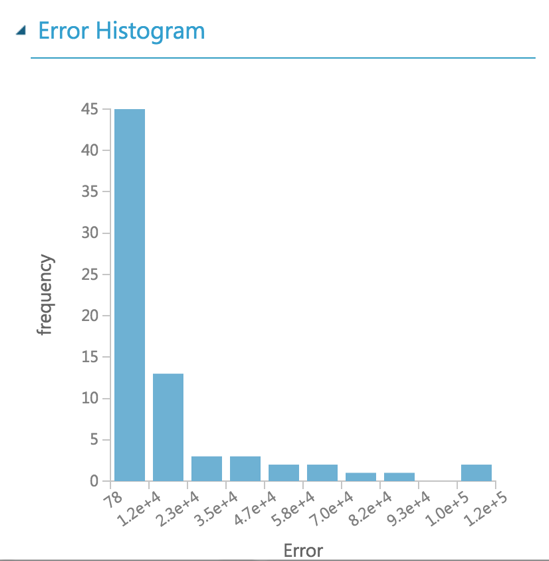 Error Histogram
45
40
35
30
25
20
15
10
5
0
frequency
78
1.2e+4
2.3e+4
3.5e+4
4.7e+4
5.8e+4
7.0e+4
8.2e+4
9.3e+4
1.0e+5
1.2e+5
Error